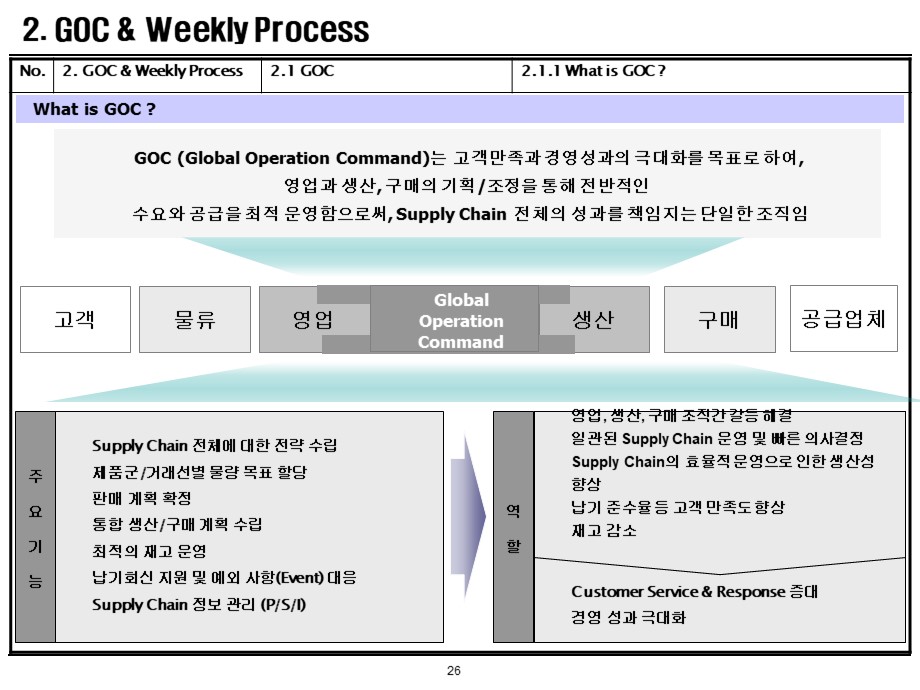 2. GOC & Weekly Process
No. 2. GOC & Weekly Process 2.1 GOC 2.1.1 What is GOC ?
What is GOC ?
GOC (Global Operation Command)는 고객만족과 경영성과의 극대화를 목표로 하여,
영업과 생산, 구매의 기획/조정을 통해 전반적인
수요와 공급을 최적 운영함으로써, Supply Chain 전체의 성과를 책임지는 단일한 조직임
고객 물류 영업 Global Operation Command 생산 구매 공급업체
주요기능
Supply Chain 전체에 대한 전략 수립
제품군/거래선별 물량 목표 할당
판매 계획 확정
통합 생산/구매 계획 수립
최적의 재고 운영
납기회신 지원 및 예외 사항(Event) 대응
Supply Chain 정보 관리 (P/S/I)
역할
영업, 생산, 구매 조직간 갈등 해결
일관된 Supply Chain 운영 및 빠른 의사결정
Supply Chain의 효율적 운영으로 인한 생산성
향상
납기 준수율 등 고객 만족도 향상
재고 감소
Customer Service & Response 증대
경영 성과 극대화
26